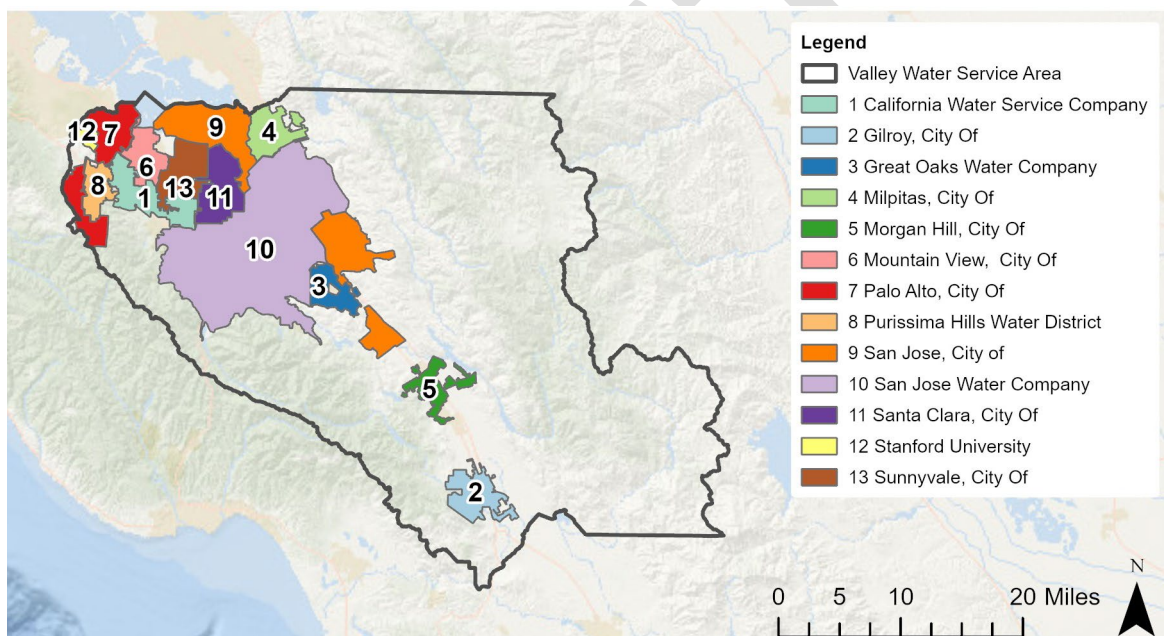 Legend
Valley Water Service Area
1 California Water Service Company
2 Gilroy, City Of
3 Great Oaks Water Company
4 Milpitas, City Of
5 Morgan Hill, City Of
6 Mountain View, City Of
7 Palo Alto, City Of
8 Purissima Hills Water District
9 San Jose, City of
10 San Jose Water Company
11 Santa Clara, City Of
12 Stanford University
13 Sunnyvale, City Of
12
7
9
4
6
8
1
13
11
10
3
5
2
N
0 5 10 20 Miles